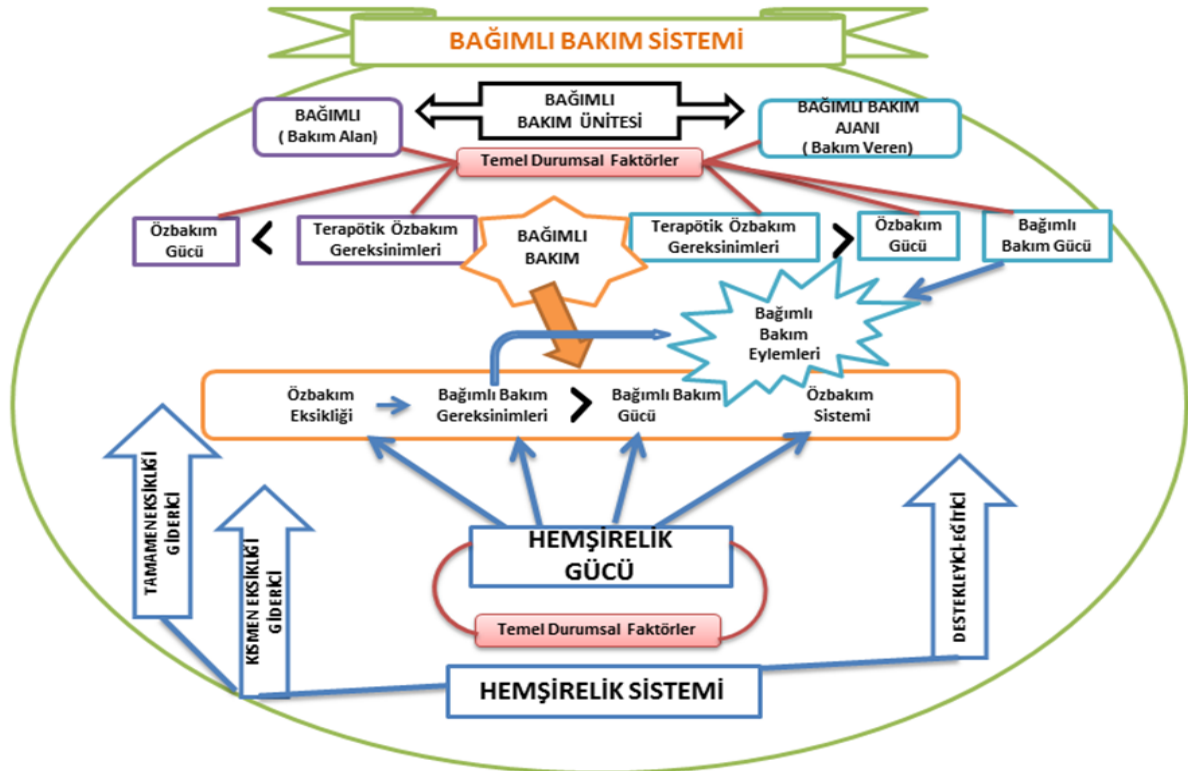 BAĞIMLI BAKIM SİSTEMİ
BAĞIMLI
BAKIM ÜNİTESİ
BAĞIMLI
( Bakım Alan)
BAĞIMLI BAKIM
AJANI
( Bakım Veren)
Temel Durumsal Faktörler
Özbakım
Gücü
<
Terapötik Özbakım
Gereksinimleri
BAĞIMLI
BAKIM
Terapötik Özbakım
Gereksinimleri
>
Özbakım
Gücü
Bağımlı
Bakım Gücü
Bağımlı
Bakım
Eylemleri
Özbakım
Eksikliği
Bağımlı Bakım
Gereksinimleri
>
Bağımlı Bakım
Gücü
Özbakım
Sistemi
TAMAMEN EKSİKLİĞİ
GİDERİCİ
KISMEN EKSİKLİĞİ
GİDERİCİ
DESTEKLEYİCİ-EĞİTİCİ
HEMŞİRELİK
GÜCÜ
Temel Durumsal Faktörler
HEMŞİRELİK SİSTEMİ